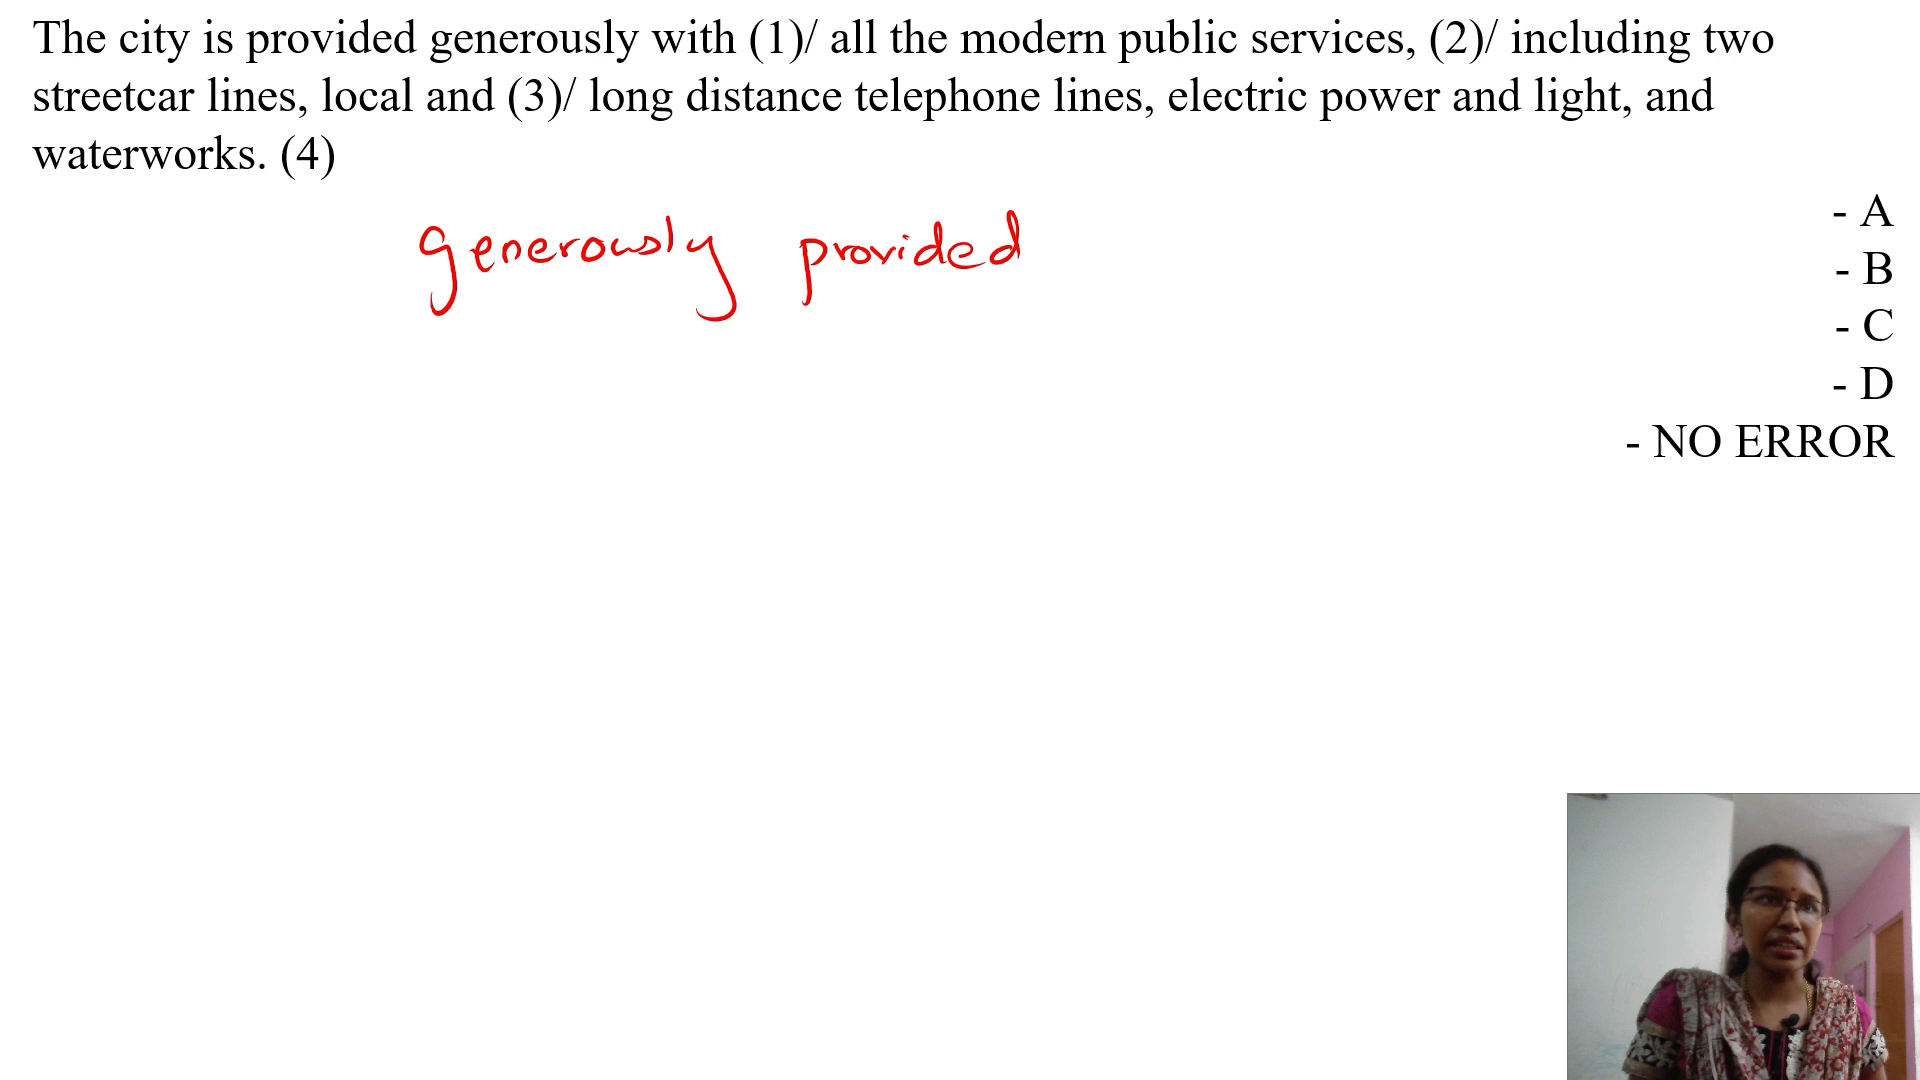 The city is provided generously with (1)/ all the modern public services, (2)/ including two
streetcar lines, local and (3)/ long distance telephone lines, electric power and light, and
waterworks. (4)
- A
generously provided
- B
- C
- D
- NO ERROR